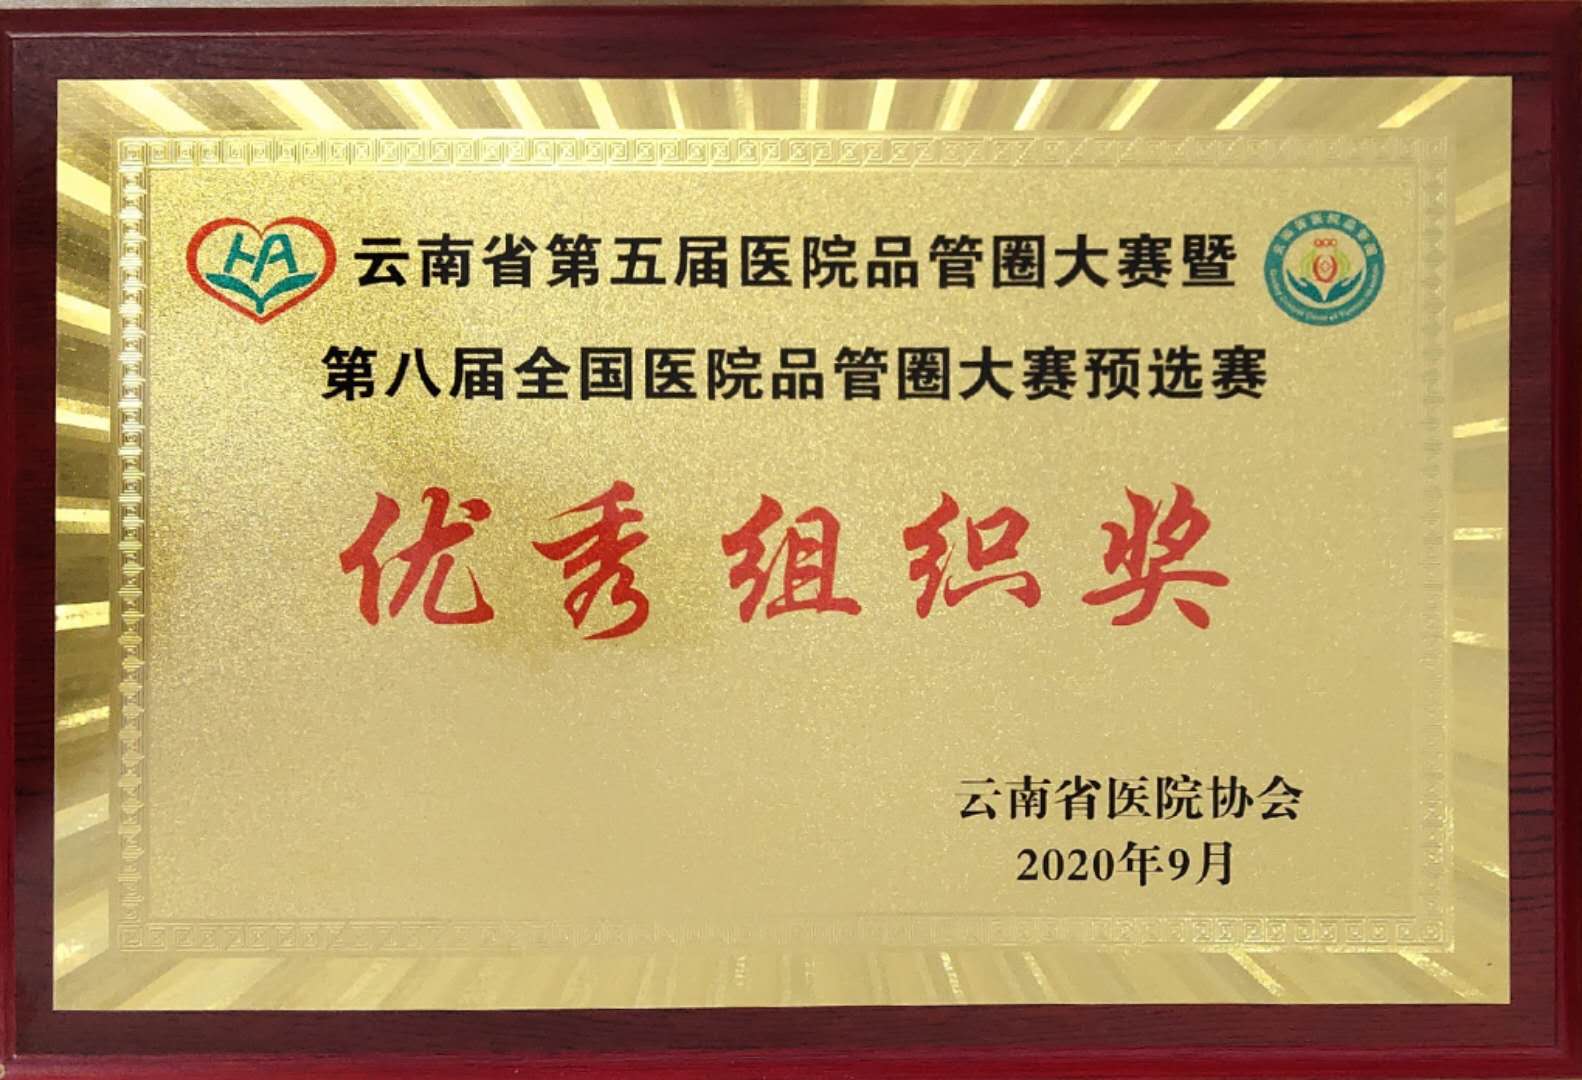 云南省第五届医院品管圈大赛暨
第八届全国医院品管圈大赛预选赛
优秀组织奖
云南省医院协会
2020年9月